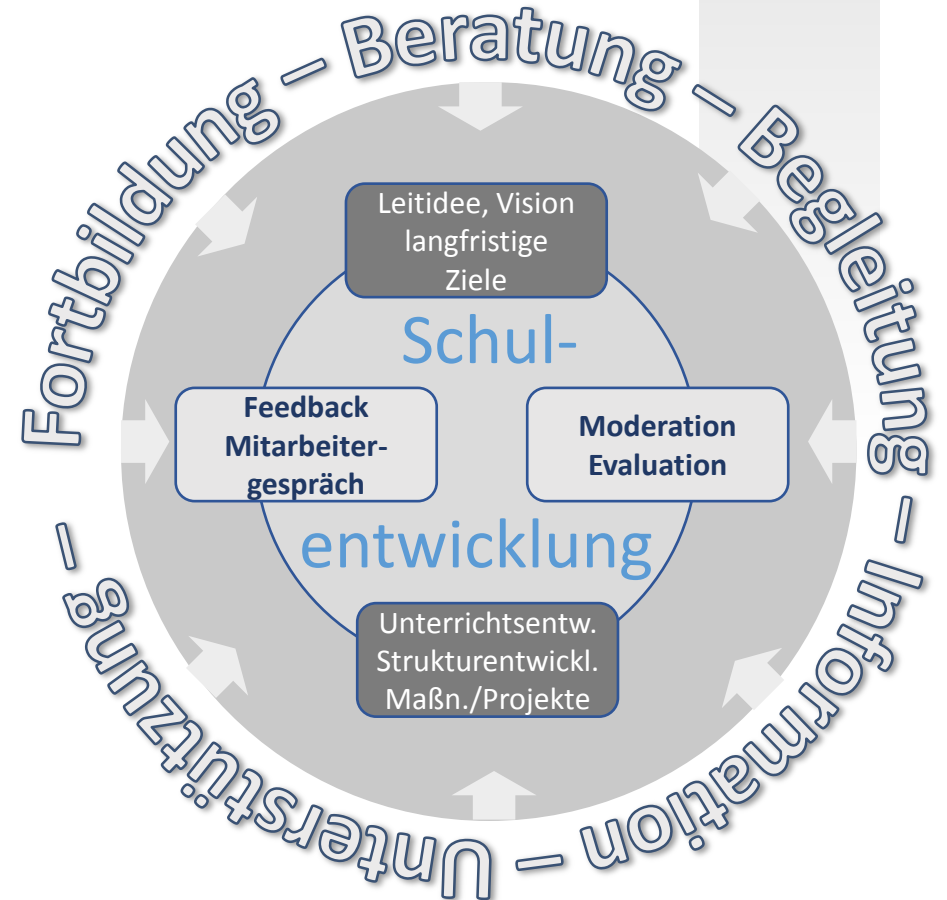 Fortbildung – Beratung – Begleitung – Information – Unterstützung –
Leitidee, Vision
langfristige
Ziele
Schul-
Feedback
Mitarbeiter-
gespräch
Moderation
Evaluation
entwicklung
Unterrichtsentw.
Strukturentwickl.
Maßn./Projekte